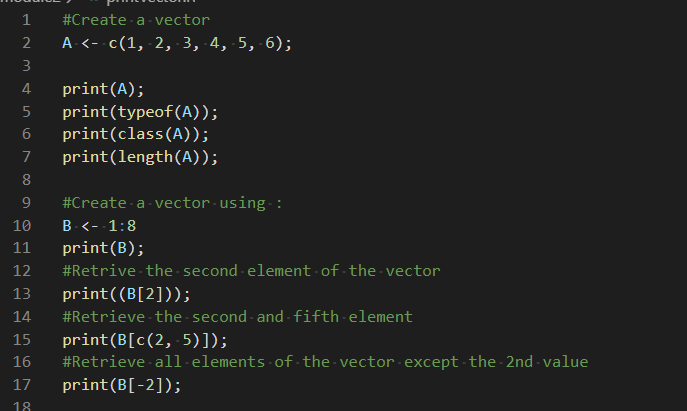 1 #Create a vector
2 A <- c(1, 2, 3, 4, 5, 6);
3
4 print(A);
5 print(typeof(A));
6 print(class(A));
7 print(length(A));
8
9 #Create a vector using :
10 B <- 1:8
11 print(B);
12 #Retrive the second element of the vector
13 print((B[2]));
14 #Retrieve the second and fifth element
15 print(B[c(2, 5)]);
16 #Retrieve all elements of the vector except the 2nd value
17 print(B[-2]);
18